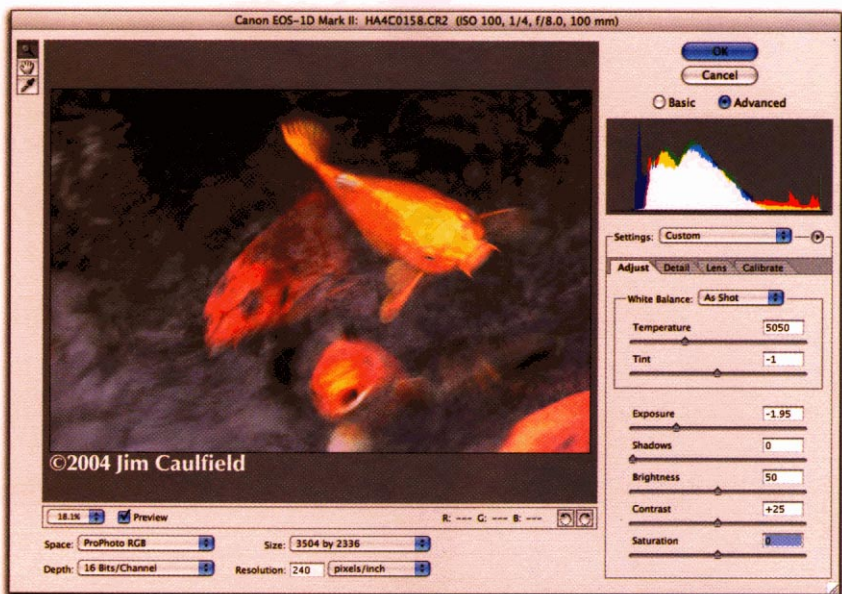 Canon EOS-1D Mark II: HA4C0158.CR2 (ISO 100, 1/4, f/8.0, 100 mm)
OK
Cancel
Basic Advanced
Settings: Custom
Adjust Detail Lens Calibrate
White Balance: As Shot
Temperature 5050
Tint -1
Exposure -1.95
Shadows 0
Brightness 50
Contrast +25
Saturation 0
©2004 Jim Caulfield
18.1% Preview R: --- G: --- B: ---
Space: ProPhoto RGB Size: 3504 by 2336
Depth: 16 Bits/Channel Resolution: 240 pixels/inch